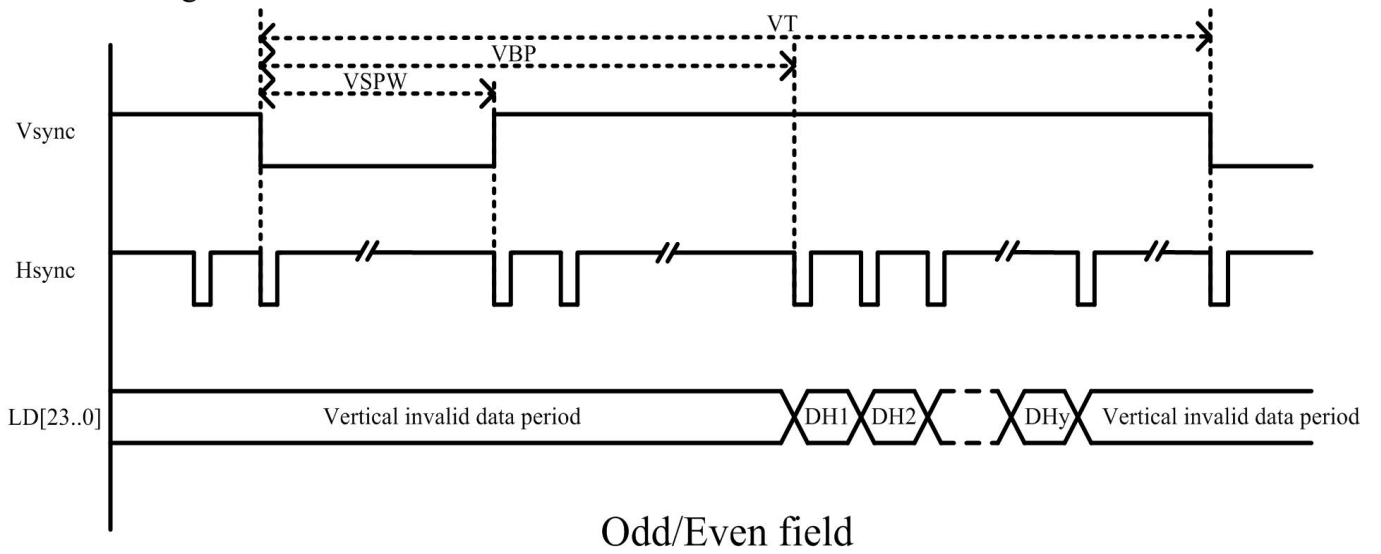 VT
VBP
VSPW
Vsync
Hsync
LD[23..0] Vertical invalid data period DH1 DH2 DHy Vertical invalid data period
Odd/Even field